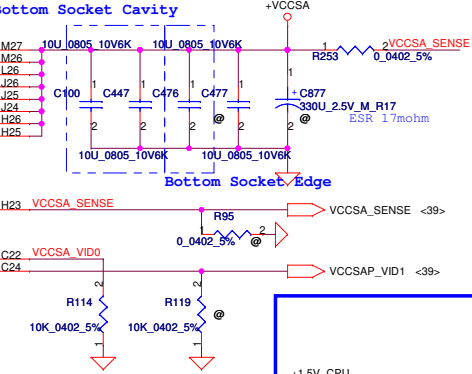 Bottom Socket Cavity
+VCCSA
M27
M26
L26
J26
J25
J24
H26
H25
10U_0805_10V6K
10U_0805_10V6K
1
2
VCCSA_SENSE
R253
0_0402_5%
1
1
1
1
1
C100
C447
C476
C477
C877
330U_2.5V_M_R17
ESR 17mohm
2
2
2
2
@
2
@
10U_0805_10V6K
10U_0805_10V6K
Bottom Socket Edge
H23
VCCSA_SENSE
VCCSA_SENSE <39>
R95
1
2
0_0402_5%
@
C22
VCCSA_VID0
C24
VCCSAP_VID1 <39>
2
2
R114
R119
@
10K_0402_5%
10K_0402_5%
1
1
+1.5V_CPU